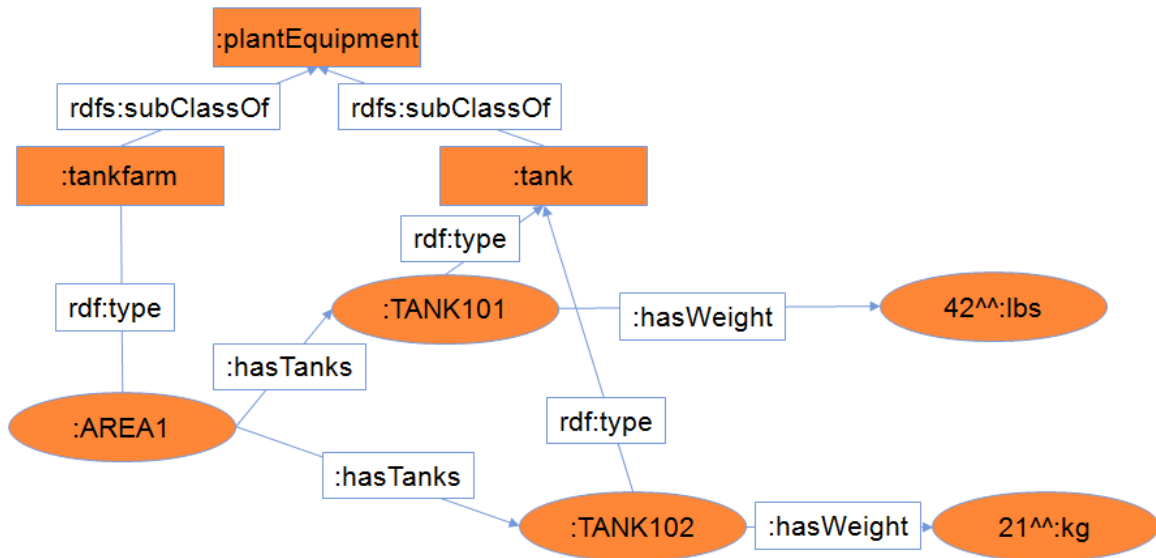 :plantEquipment
rdfs:subClassOf
rdfs:subClassOf
:tankfarm
:tank
rdf:type
rdf:type
:TANK101
:hasWeight
42^^:lbs
:hasTanks
:AREA1
rdf:type
:hasTanks
:TANK102
:hasWeight
21^^:kg